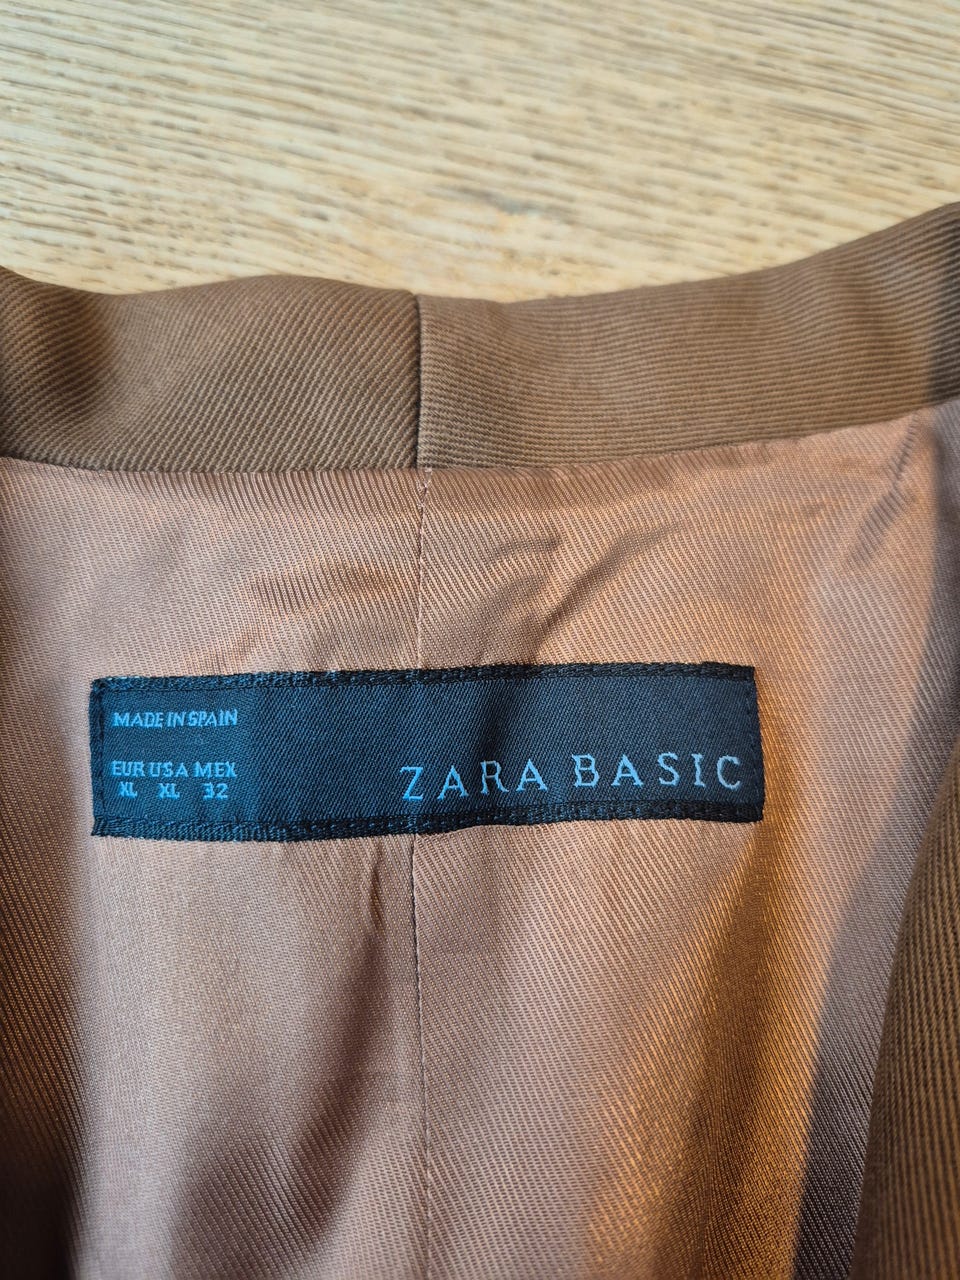 MADE IN SPAIN
EUR USA MEX
XL XL 32
ZARA BASIC